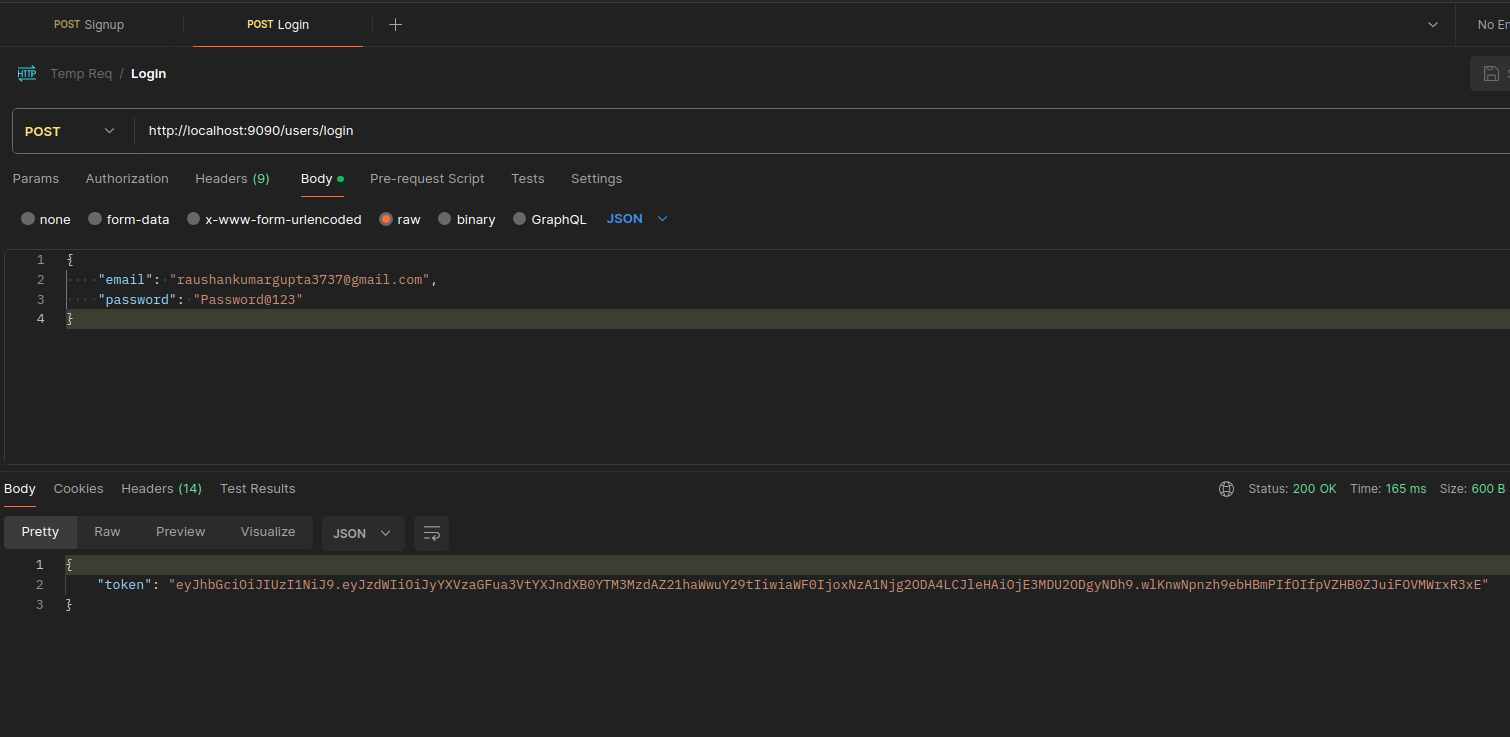 POST Signup POST Login No En
HTTP Temp Req / Login
POST http://localhost:9090/users/login
Params Authorization Headers (9) Body Pre-request Script Tests Settings
none form-data x-www-form-urlencoded raw binary GraphQL JSON
1 {
2 "email": "raushankumargupta3737@gmail.com",
3 "password": "Password@123"
4 }
Body Cookies Headers (14) Test Results Status: 200 OK Time: 165 ms Size: 600 B
Pretty Raw Preview Visualize JSON
1 {
2 "token": "eyJhbGciOiJIUzI1NiJ9.eyJzdWIiOiJyYXVzaGFua3VtYXJndXB0YTM3MzdAZ21haWwuY29tIiwiaWF0IjoxNzA1Njg2ODA4LCJleHAiOjE3MDU2ODgyNDh9.wlKnwNpnzh9ebHBmPIfOIfpVZHB0ZJuiFOVMWrxR3xE"
3 }